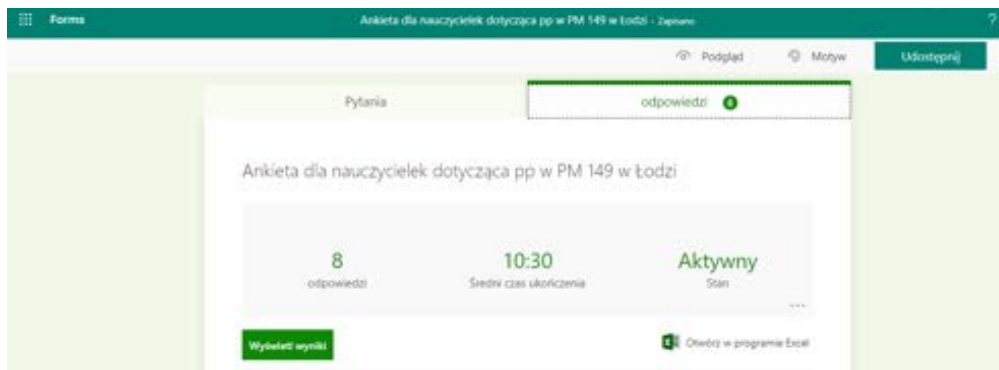 Forms Ankieta dla nauczycielek dotycząca pp w PM 149 w Łodzi - Zapisano ?
Podgląd Motyw Udostępnij
Pytania odpowiedzi 8
Ankieta dla nauczycielek dotycząca pp w PM 149 w Łodzi
8 10:30 Aktywny
odpowiedzi Średni czas ukończenia Stan
...
Wyświetl wyniki Otwórz w programie Excel